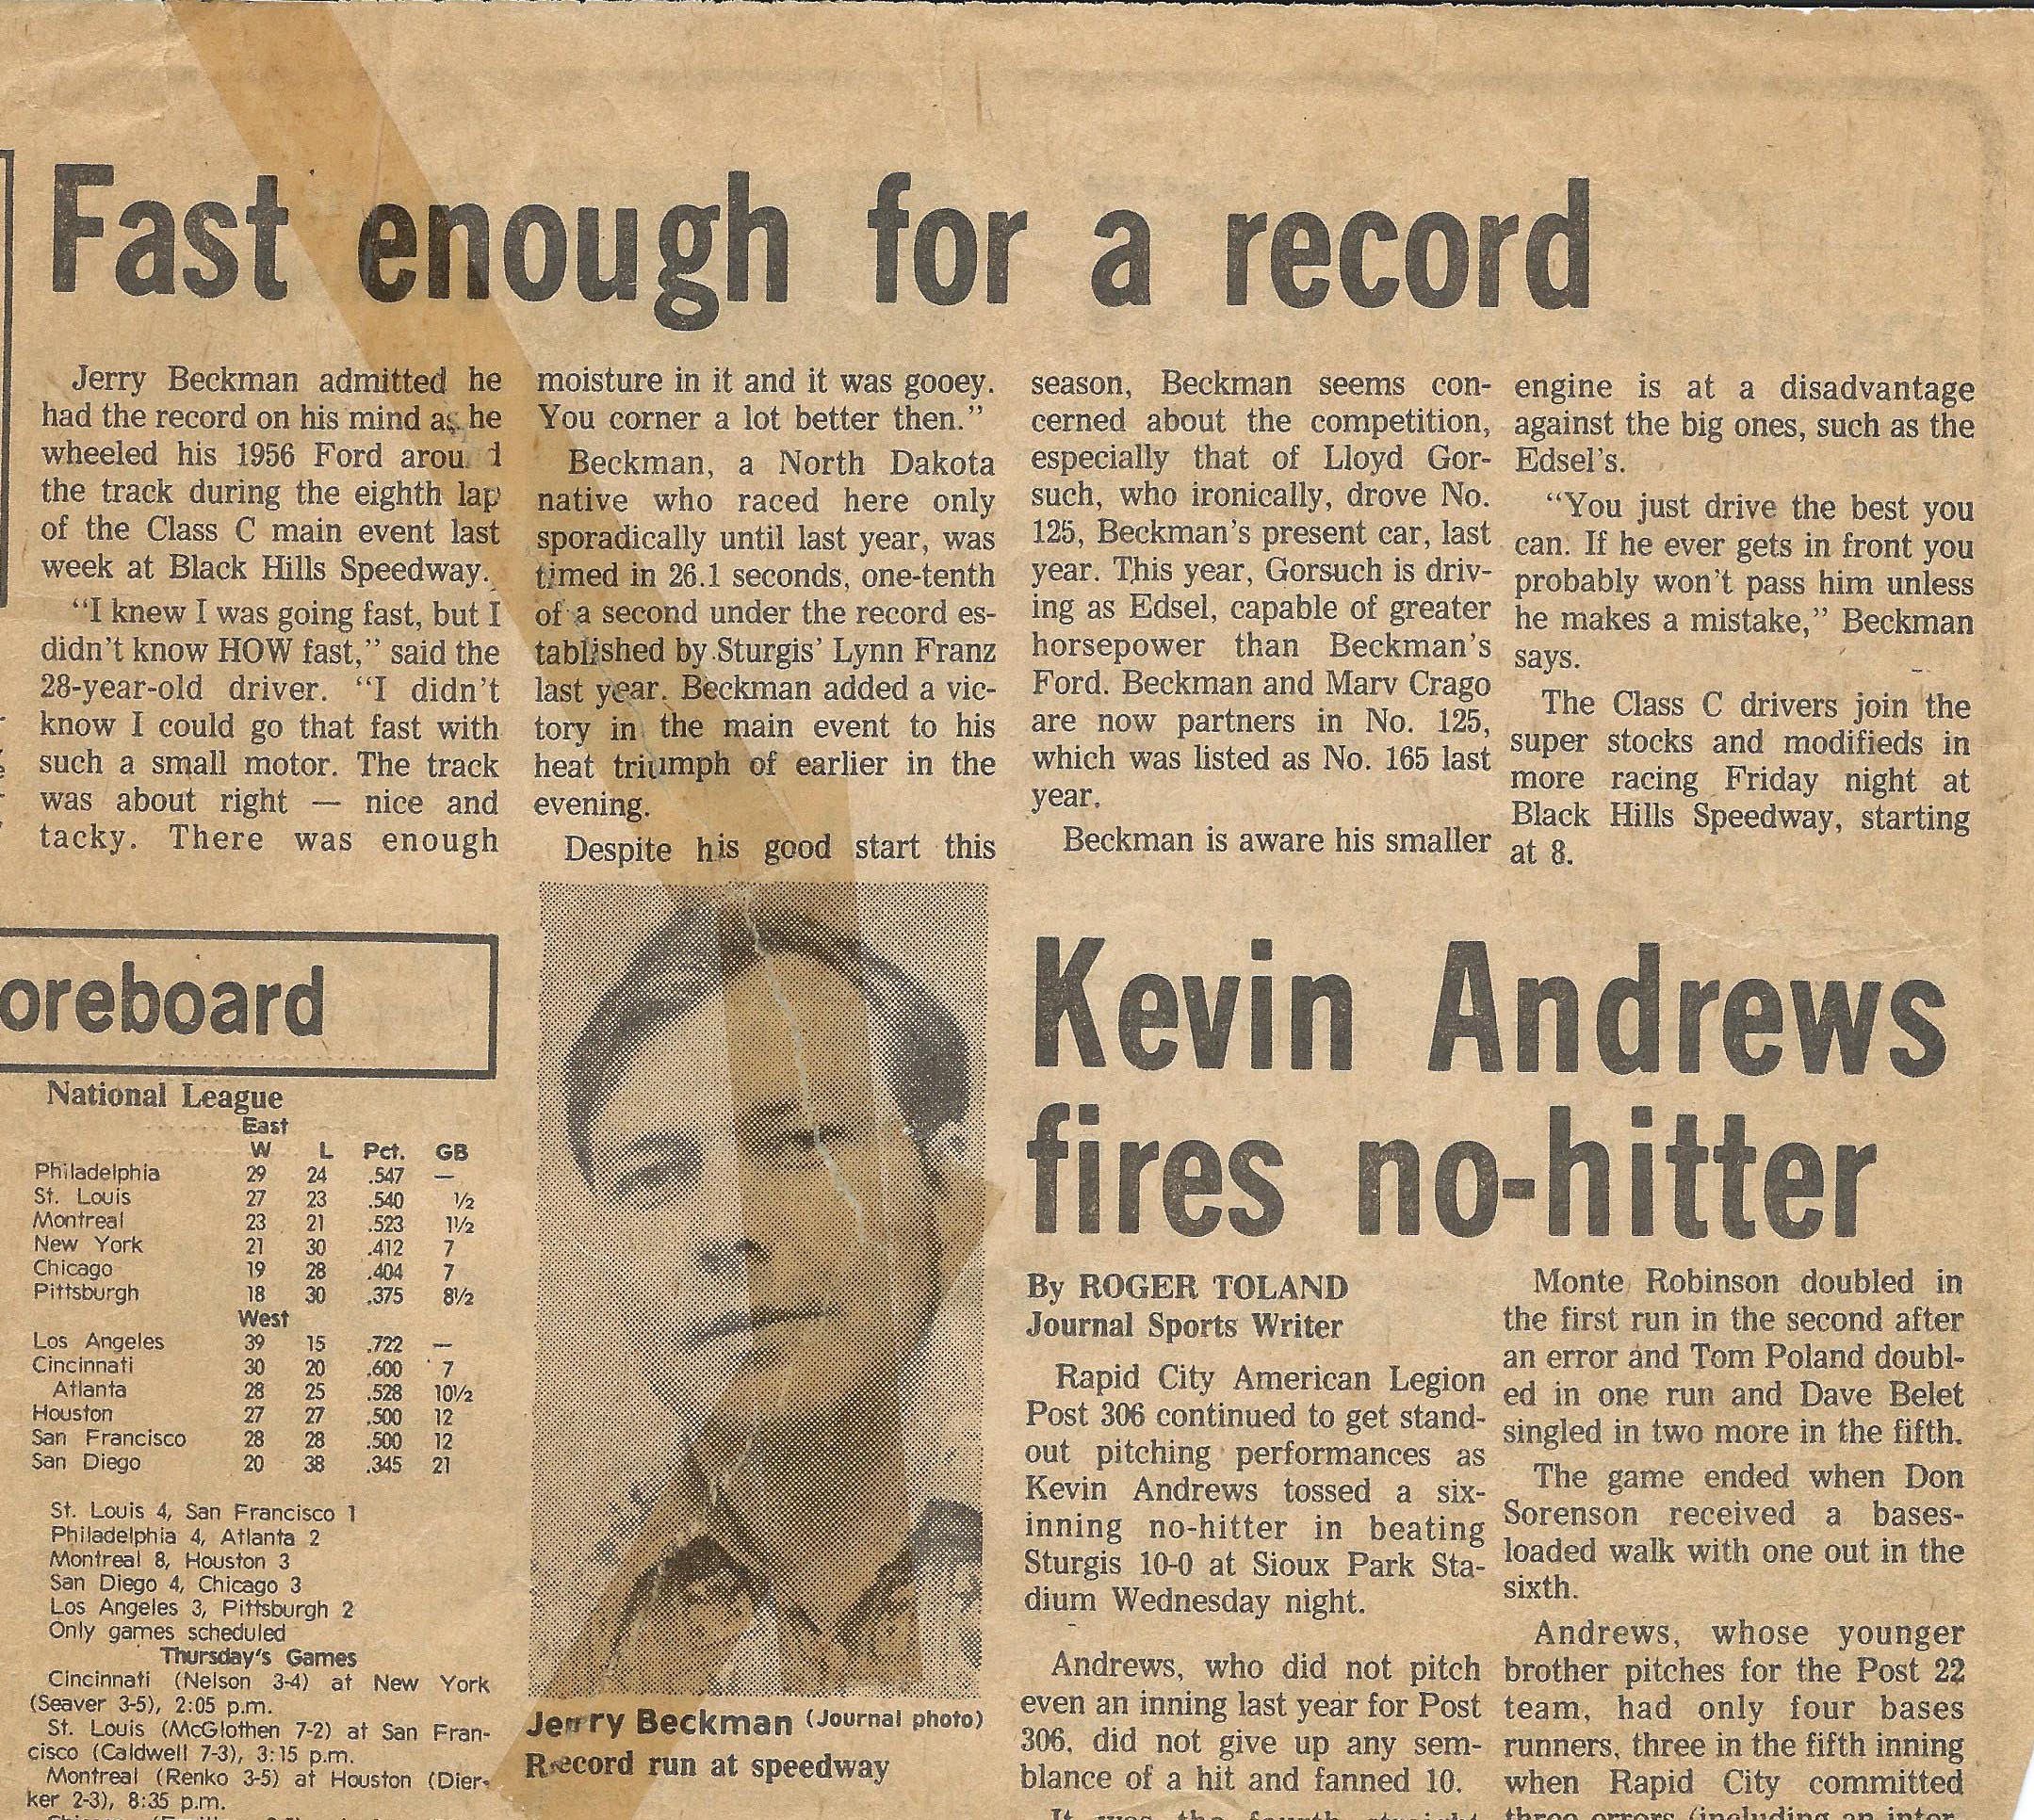 Fast enough for a record
Jerry Beckman admitted he
had the record on his mind as he
wheeled his 1956 Ford arou d
the track during the eighth lap
of the Class C main event last
week at Black Hills Speedway.
“I knew I was going fast, but I
didn’t know HOW fast,” said the
28-year-old driver. “I didn’t
know I could go that fast with
such a small motor. The track
was about right — nice and
tacky. There was enough
moisture in it and it was gooey.
You corner a lot better then.”
Beckman, a North Dakota
native who raced here only
sporadically until last year, was
timed in 26.1 seconds, one-tenth
of a second under the record es-
tablished by Sturgis’ Lynn Franz
last year. Beckman added a vic-
tory in the main event to his
heat triumph of earlier in the
evening.
Despite his good start this
season, Beckman seems con-
cerned about the competition,
especially that of Lloyd Gor-
such, who ironically, drove No.
125, Beckman’s present car, last
year. This year, Gorsuch is driv-
ing as Edsel, capable of greater
horsepower than Beckman’s
Ford. Beckman and Marv Crago
are now partners in No. 125,
which was listed as No. 165 last
year.
Beckman is aware his smaller
engine is at a disadvantage
against the big ones, such as the
Edsel’s.
“You just drive the best you
can. If he ever gets in front you
probably won’t pass him unless
he makes a mistake,” Beckman
says.
The Class C drivers join the
super stocks and modifieds in
more racing Friday night at
Black Hills Speedway, starting
at 8.
oreboard
National League
East
W L Pct. GB
Philadelphia 29 24 .547 —
St. Louis 27 23 .540 ½
Montreal 23 21 .523 1½
New York 21 30 .412 7
Chicago 19 28 .404 7
Pittsburgh 18 30 .375 8½
West
Los Angeles 39 15 .722 —
Cincinnati 30 20 .600 7
Atlanta 28 25 .528 10½
Houston 27 27 .500 12
San Francisco 28 28 .500 12
San Diego 20 38 .345 21
St. Louis 4, San Francisco 1
Philadelphia 4, Atlanta 2
Montreal 8, Houston 3
San Diego 4, Chicago 3
Los Angeles 3, Pittsburgh 2
Only games scheduled
Thursday’s Games
Cincinnati (Nelson 3-4) at New York
(Seaver 3-5), 2:05 p.m.
St. Louis (McGlothen 7-2) at San Fran-
cisco (Caldwell 7-3), 3:15 p.m.
Montreal (Renko 3-5) at Houston (Dier-
ker 2-3), 8:35 p.m.
Jerry Beckman (Journal photo)
Record run at speedway
Kevin Andrews
fires no-hitter
By ROGER TOLAND
Journal Sports Writer
Rapid City American Legion
Post 306 continued to get stand-
out pitching performances as
Kevin Andrews tossed a six-
inning no-hitter in beating
Sturgis 10-0 at Sioux Park Sta-
dium Wednesday night.
Andrews, who did not pitch
even an inning last year for Post
306, did not give up any sem-
blance of a hit and fanned 10.
It was the fourth straight
Monte Robinson doubled in
the first run in the second after
an error and Tom Poland doubl-
ed in one run and Dave Belet
singled in two more in the fifth.
The game ended when Don
Sorenson received a bases-
loaded walk with one out in the
sixth.
Andrews, whose younger
brother pitches for the Post 22
team, had only four bases
runners, three in the fifth inning
when Rapid City committed
three errors (including an inter